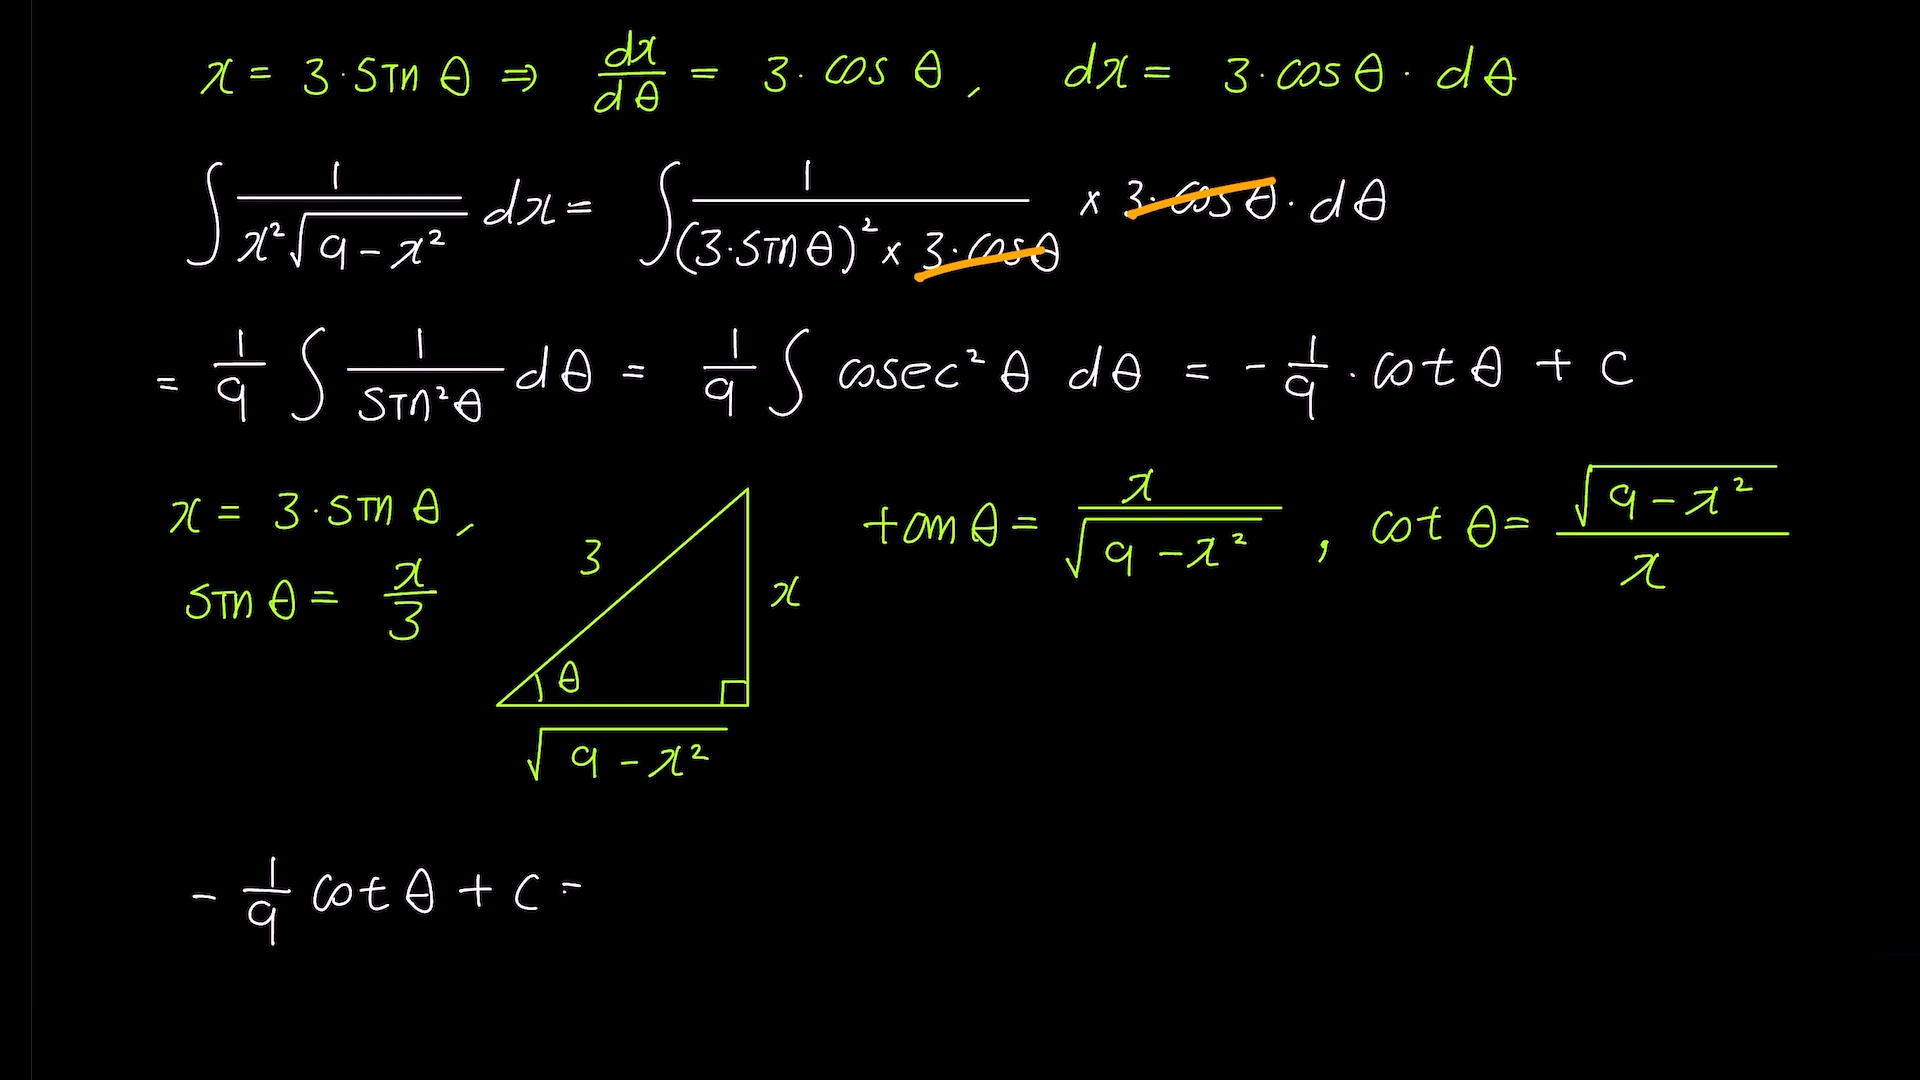 x = 3·sin θ ⇒ dx/dθ = 3·cos θ, dx = 3·cos θ · dθ
∫ 1/(x²√(9 − x²)) dx = ∫ 1/((3·sin θ)² × 3·cos θ) × 3·cos θ · dθ
= 1/9 ∫ 1/sin²θ dθ = 1/9 ∫ cosec² θ dθ = − 1/9 · cot θ + C
x = 3·sin θ,
sin θ = x/3
3
x
θ
√(9 − x²)
tan θ = x/√(9 − x²), cot θ = √(9 − x²)/x
− 1/9 cot θ + C =